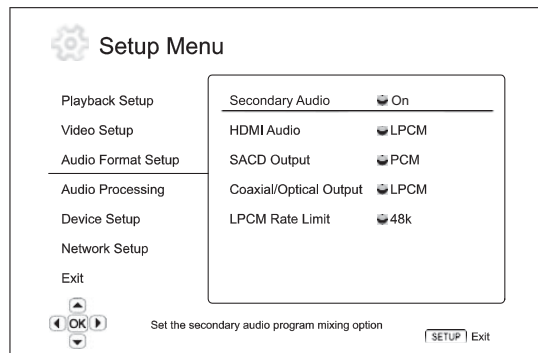 Setup Menu
Playback Setup
Video Setup
Audio Format Setup
Audio Processing
Device Setup
Network Setup
Exit
Secondary Audio On
HDMI Audio LPCM
SACD Output PCM
Coaxial/Optical Output LPCM
LPCM Rate Limit 48k
OK
Set the secondary audio program mixing option
SETUP Exit